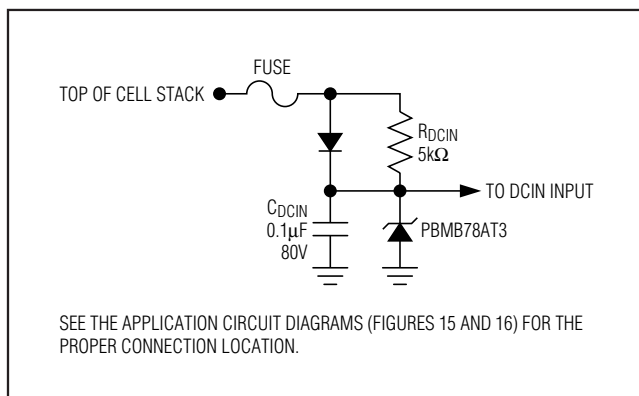 FUSE
TOP OF CELL STACK
RDCIN
5kΩ
TO DCIN INPUT
CDCIN
0.1µF
80V
PBMB78AT3
SEE THE APPLICATION CIRCUIT DIAGRAMS (FIGURES 15 AND 16) FOR THE
PROPER CONNECTION LOCATION.